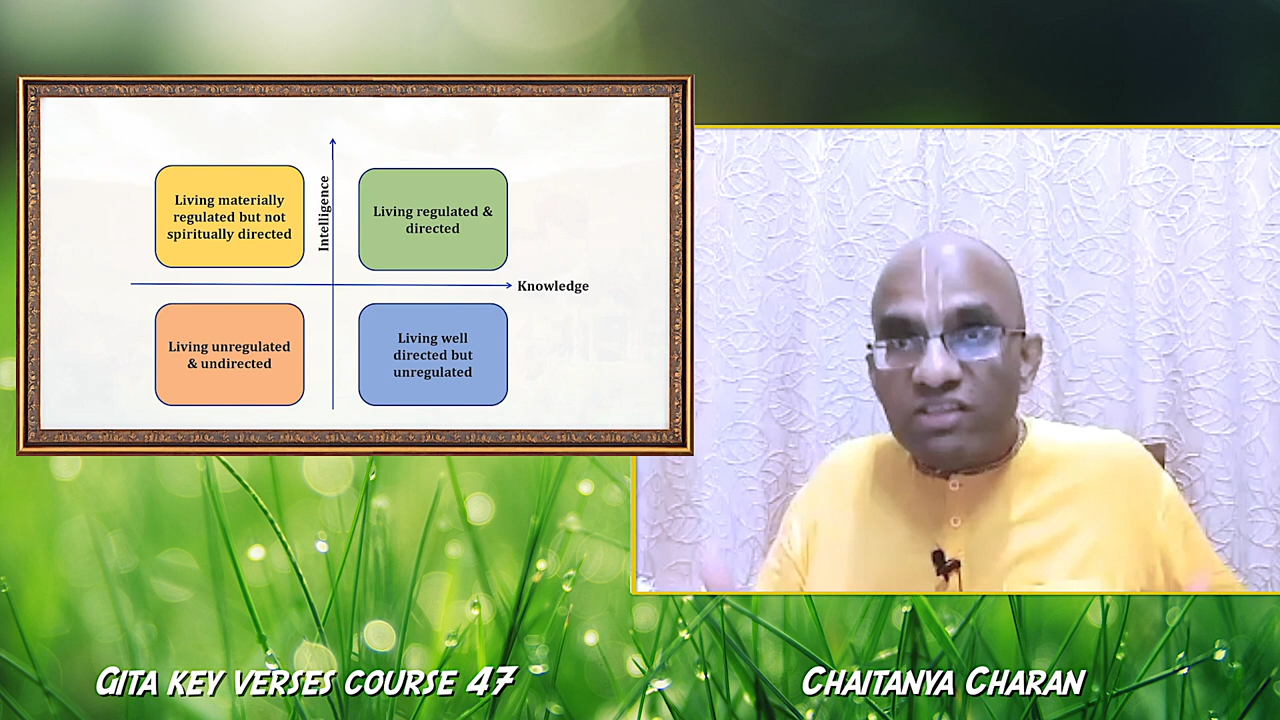 Living materially
regulated but not
spiritually directed
Intelligence
Living regulated &
directed
Knowledge
Living unregulated
& undirected
Living well
directed but
unregulated
GITA KEY VERSES COURSE 47
CHAITANYA CHARAN